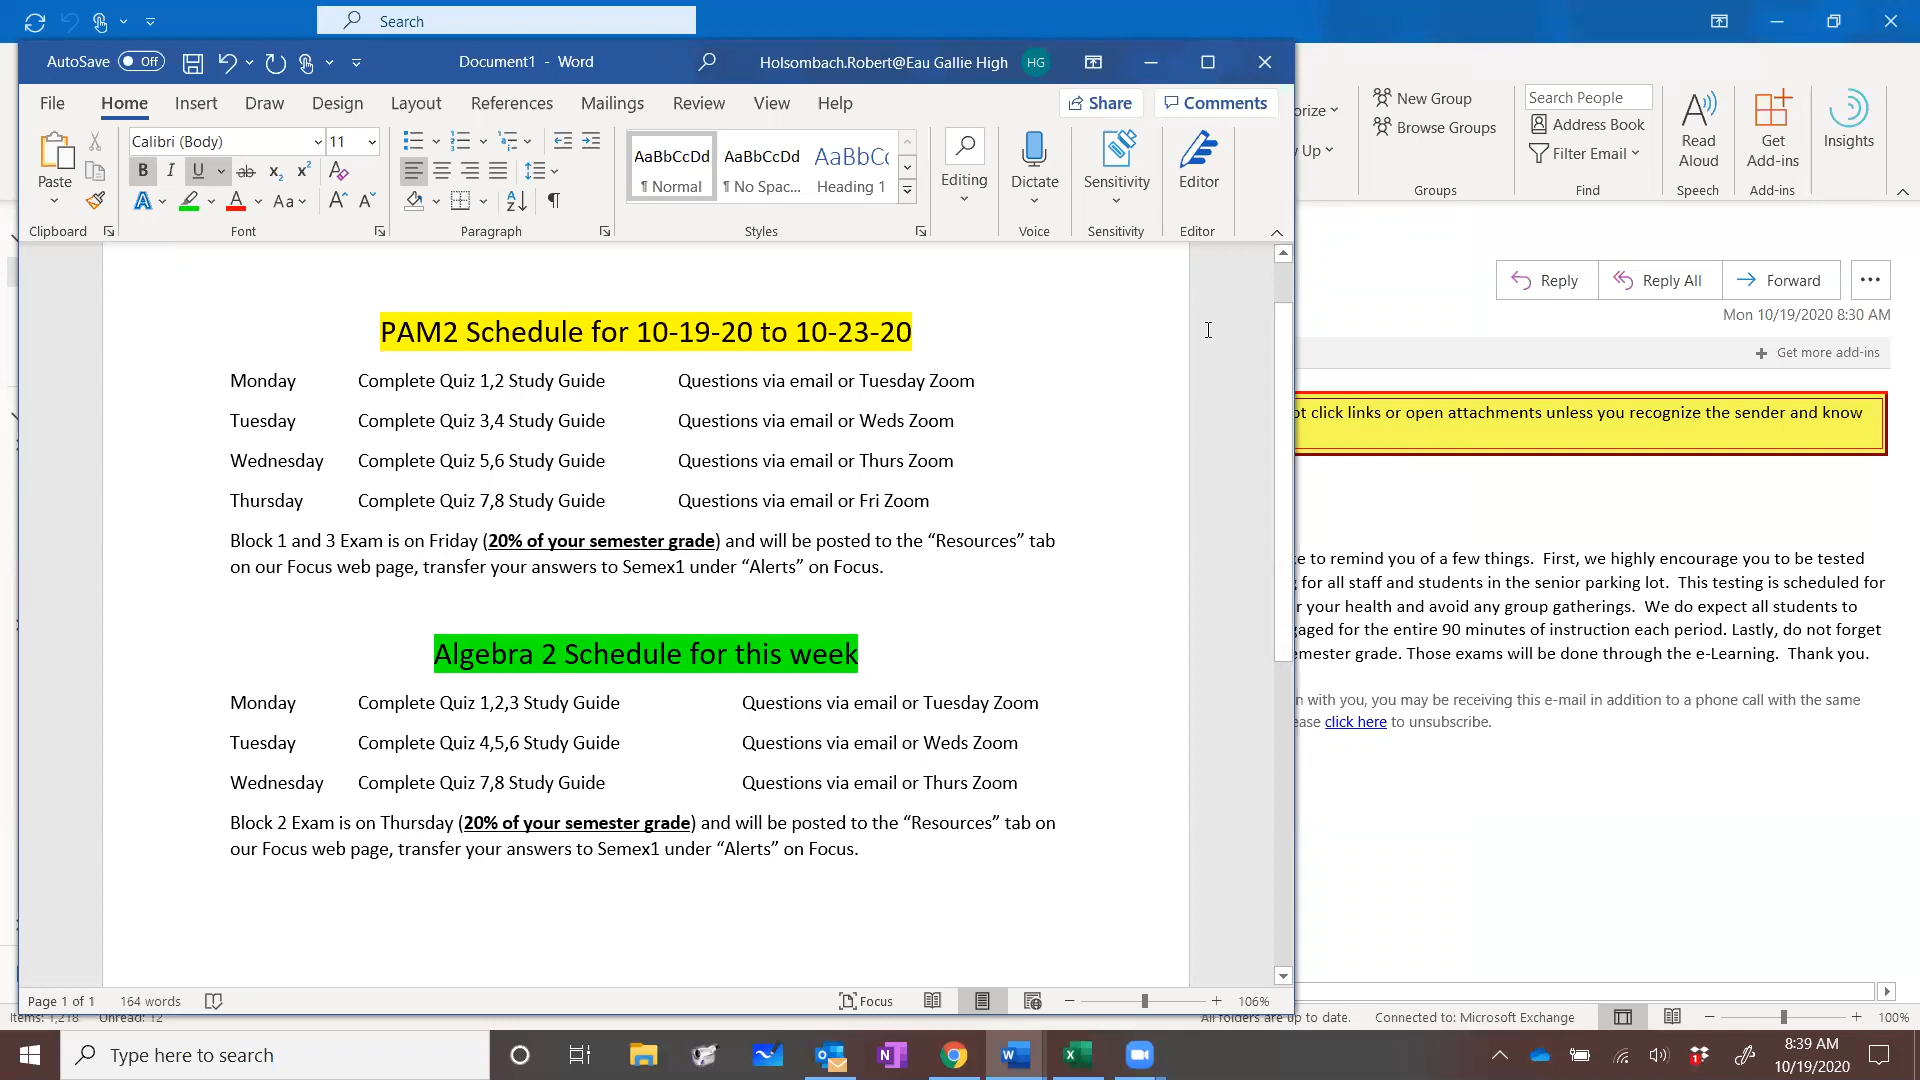 Search
AutoSave Off
Document1 - Word
Holsombach.Robert@Eau Gallie High HG
File Home Insert Draw Design Layout References Mailings Review View Help
Share Comments
Calibri (Body) 11
Paste
B I U ab x₂ x²
A A Aa A A
AaBbCcDd AaBbCcDd AaBbCc
¶ Normal ¶ No Spac... Heading 1
Editing Dictate Sensitivity Editor
Clipboard Font Paragraph Styles Voice Sensitivity Editor
New Group
Browse Groups
Search People
Address Book
Filter Email
Read Aloud
Get Add-ins
Insights
Groups Find Speech Add-ins
Reply Reply All Forward
Mon 10/19/2020 8:30 AM
Get more add-ins
PAM2 Schedule for 10-19-20 to 10-23-20
Monday Complete Quiz 1,2 Study Guide Questions via email or Tuesday Zoom
Tuesday Complete Quiz 3,4 Study Guide Questions via email or Weds Zoom
Wednesday Complete Quiz 5,6 Study Guide Questions via email or Thurs Zoom
Thursday Complete Quiz 7,8 Study Guide Questions via email or Fri Zoom
Block 1 and 3 Exam is on Friday (20% of your semester grade) and will be posted to the “Resources” tab
on our Focus web page, transfer your answers to Semex1 under “Alerts” on Focus.
Algebra 2 Schedule for this week
Monday Complete Quiz 1,2,3 Study Guide Questions via email or Tuesday Zoom
Tuesday Complete Quiz 4,5,6 Study Guide Questions via email or Weds Zoom
Wednesday Complete Quiz 7,8 Study Guide Questions via email or Thurs Zoom
Block 2 Exam is on Thursday (20% of your semester grade) and will be posted to the “Resources” tab on
our Focus web page, transfer your answers to Semex1 under “Alerts” on Focus.
click links or open attachments unless you recognize the sender and know
to remind you of a few things. First, we highly encourage you to be tested
for all staff and students in the senior parking lot. This testing is scheduled for
your health and avoid any group gatherings. We do expect all students to
for the entire 90 minutes of instruction each period. Lastly, do not forget
grade. Those exams will be done through the e-Learning. Thank you.
with you, you may be receiving this e-mail in addition to a phone call with the same
click here to unsubscribe.
Page 1 of 1 164 words Focus 106%
Items: 1,218 Unread: 12 All folders are up to date. Connected to: Microsoft Exchange 100%
Type here to search
8:39 AM
10/19/2020